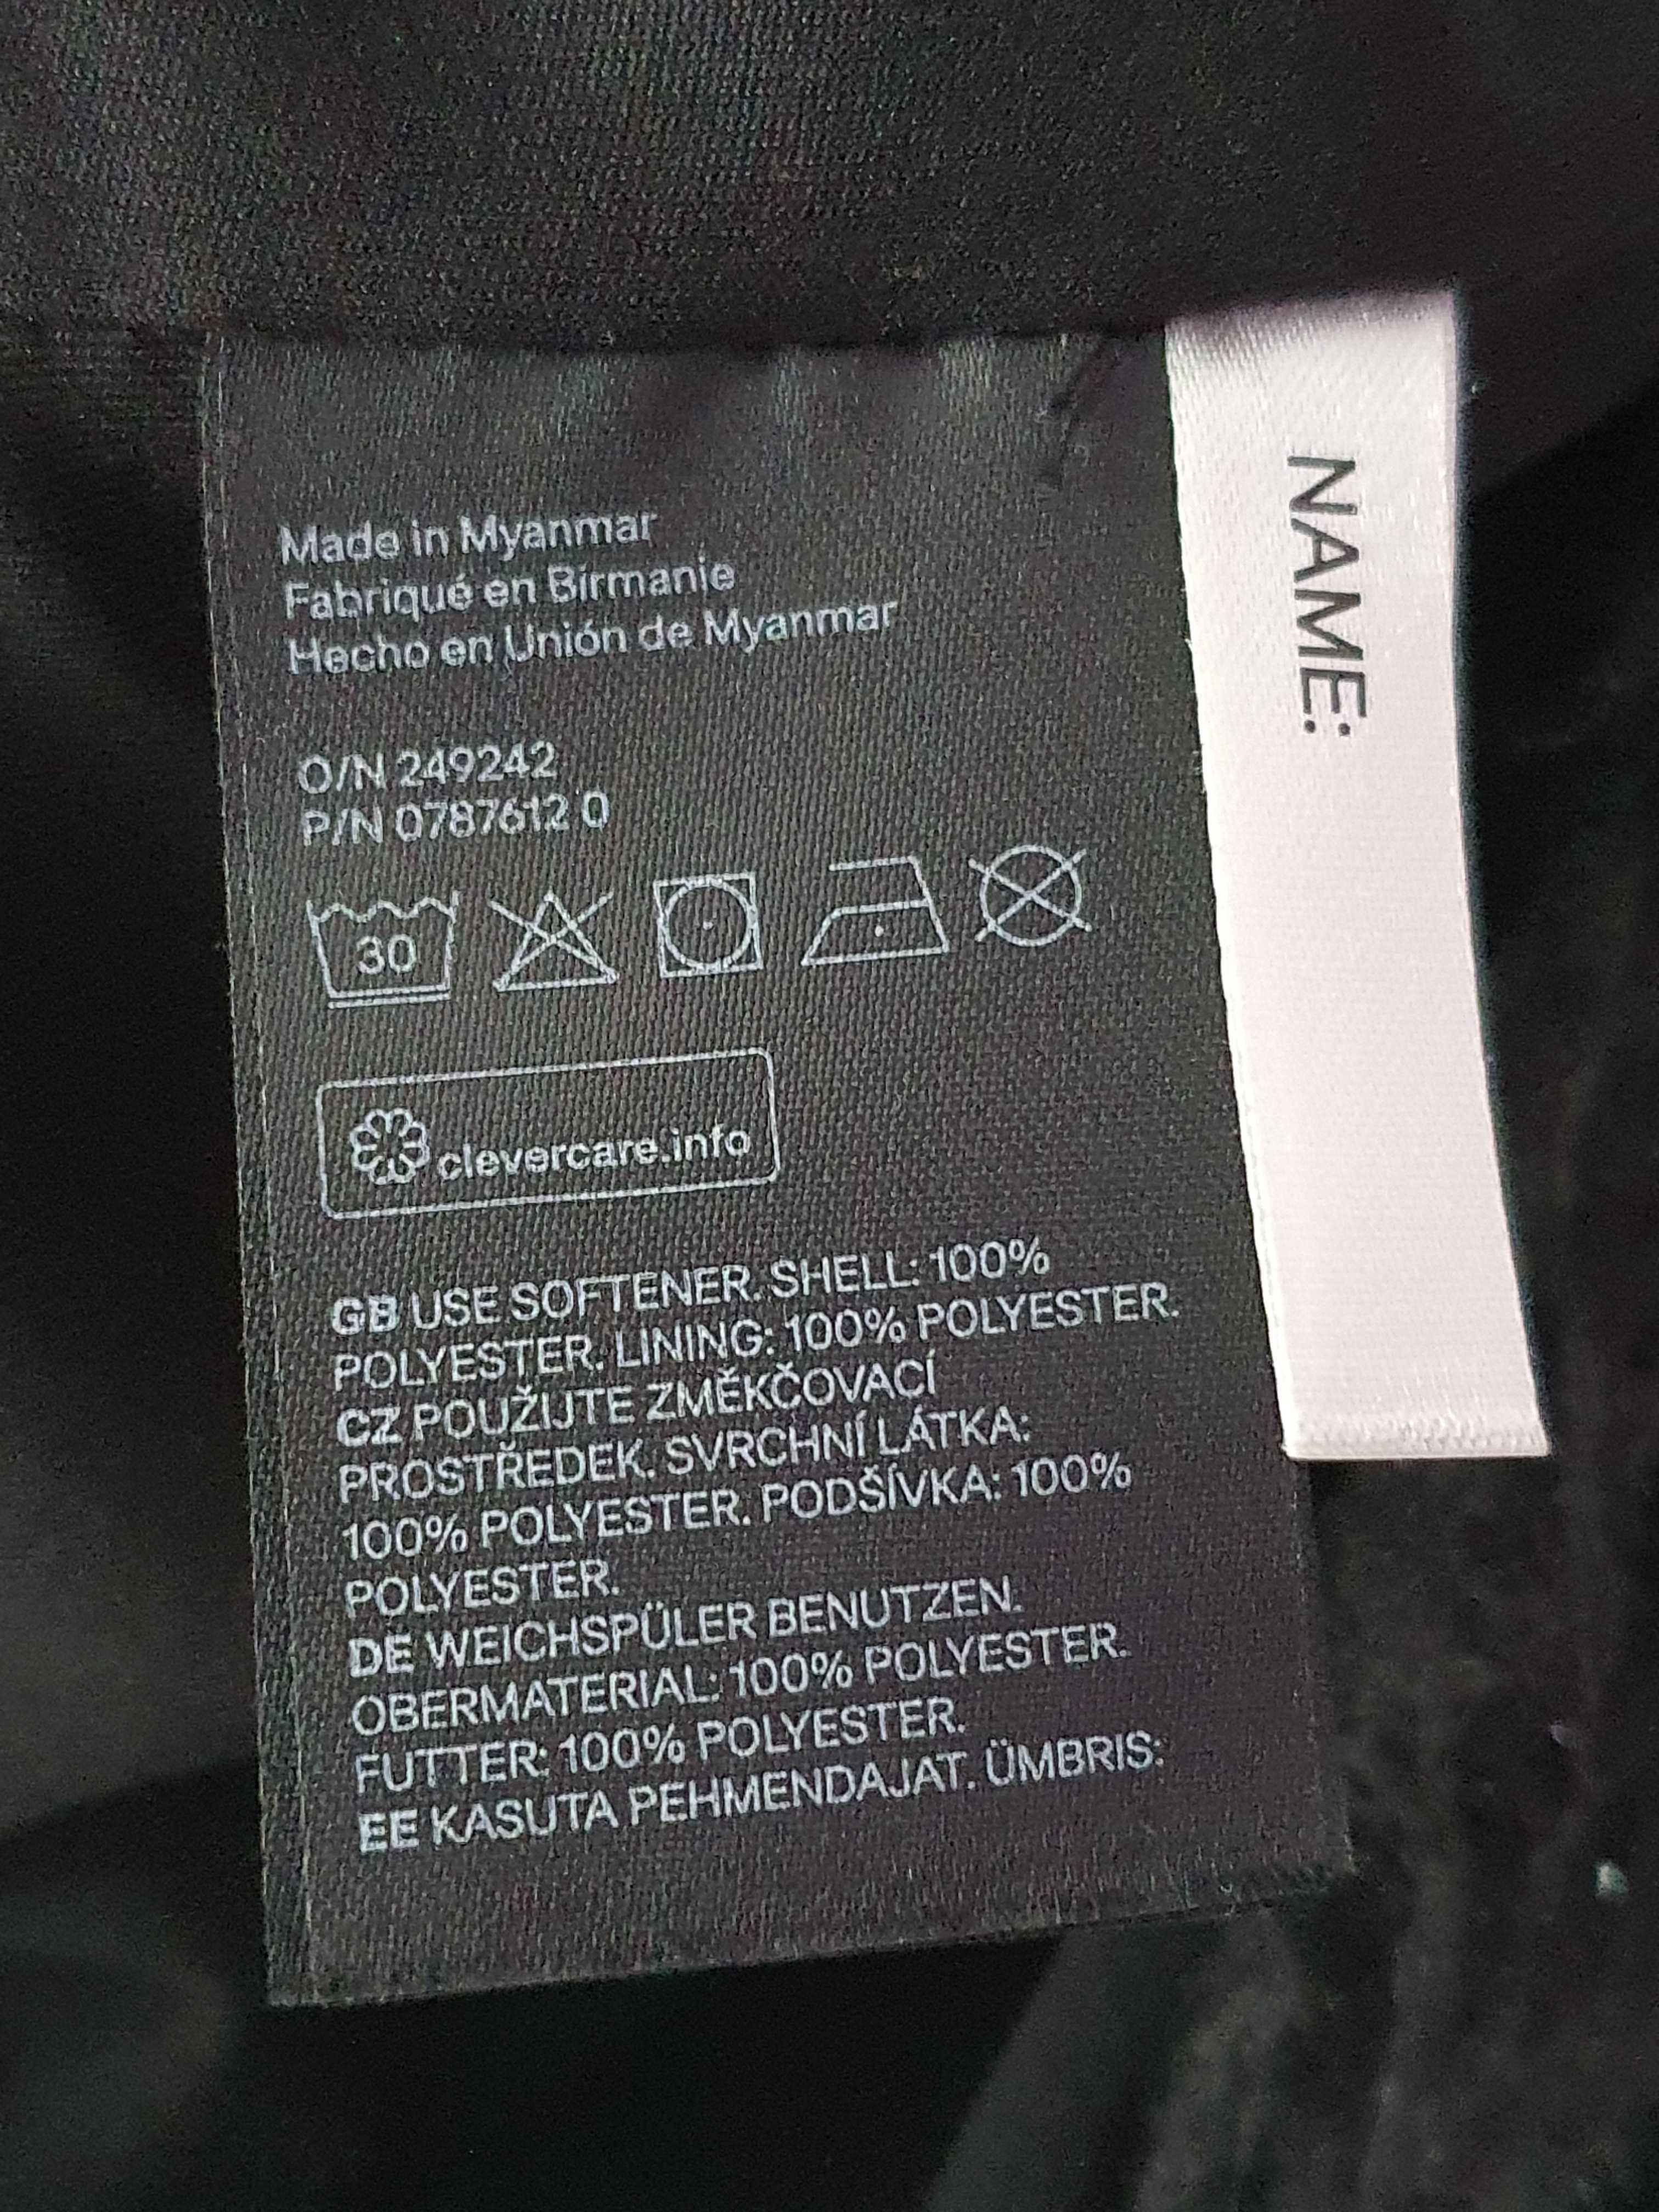 Made in Myanmar
Fabriqué en Birmanie
Hecho en Unión de Myanmar
O/N 249242
P/N 0787612 0
30
clevercare.info
GB USE SOFTENER. SHELL: 100%
POLYESTER. LINING: 100% POLYESTER.
CZ POUŽIJTE ZMĚKČOVACÍ
PROSTŘEDEK. SVRCHNÍ LÁTKA:
100% POLYESTER. PODŠÍVKA: 100%
POLYESTER.
DE WEICHSPÜLER BENUTZEN.
OBERMATERIAL: 100% POLYESTER.
FUTTER: 100% POLYESTER.
EE KASUTA PEHMENDAJAT. ÜMBRIS:
NAME: